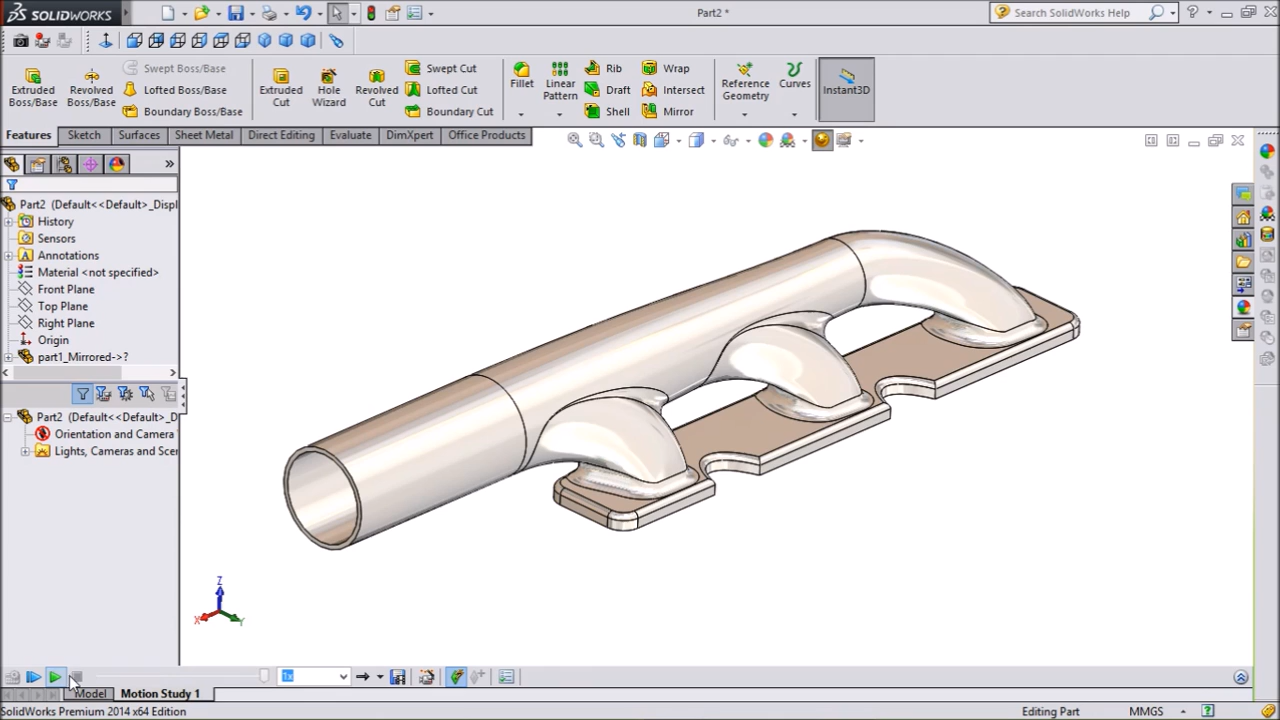 SOLIDWORKS
Part2 *
Search SolidWorks Help
Extruded Boss/Base
Revolved Boss/Base
Swept Boss/Base
Lofted Boss/Base
Boundary Boss/Base
Extruded Cut
Hole Wizard
Revolved Cut
Swept Cut
Lofted Cut
Boundary Cut
Fillet
Linear Pattern
Rib
Draft
Shell
Wrap
Intersect
Mirror
Reference Geometry
Curves
Instant3D
Features Sketch Surfaces Sheet Metal Direct Editing Evaluate DimXpert Office Products
Part2 (Default<<Default>_Displ
History
Sensors
Annotations
Material <not specified>
Front Plane
Top Plane
Right Plane
Origin
part1_Mirrored->?
Part2 (Default<<Default>_D
Orientation and Camera
Lights, Cameras and Scen
Z
X
Y
1x
Model Motion Study 1
SolidWorks Premium 2014 x64 Edition
Editing Part
MMGS